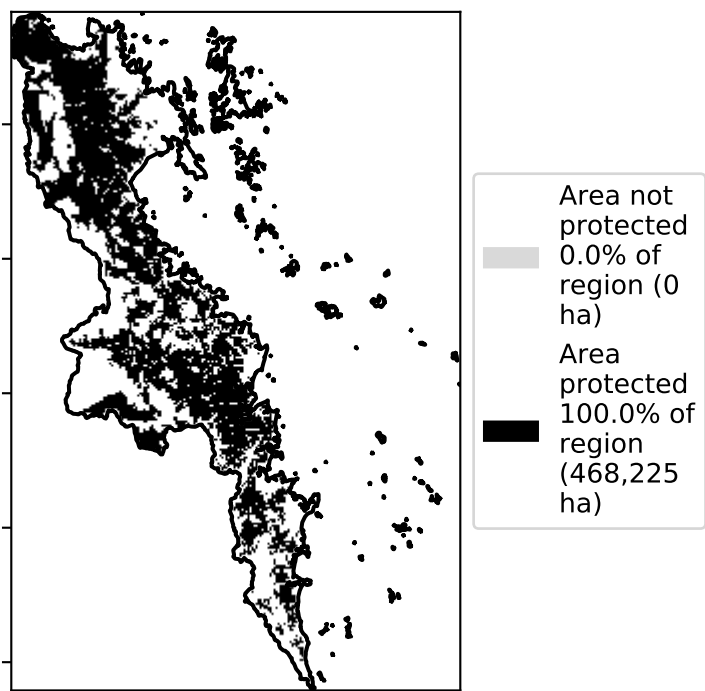 Area not
protected
0.0% of
region (0
ha)
Area
protected
100.0% of
region
(468,225
ha)